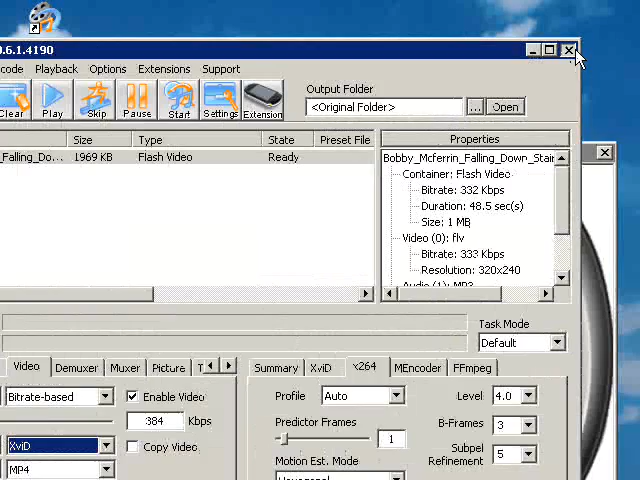 0.6.1.4190
code Playback Options Extensions Support
Clear Play Skip Pause Start Settings Extension
Output Folder
<Original Folder> ... Open
Size Type State Preset File
_Falling_Do... 1969 KB Flash Video Ready
Properties
Bobby_Mcferrin_Falling_Down_Stair
Container: Flash Video
Bitrate: 332 Kbps
Duration: 48.5 sec(s)
Size: 1 MB
Video (0): flv
Bitrate: 333 Kbps
Resolution: 320x240
Audio (1): MP3
Task Mode
Default
Video Demuxer Muxer Picture T
Summary XviD x264 MEncoder FFmpeg
Bitrate-based Enable Video
384 Kbps
XviD Copy Video
MP4
Profile Auto Level 4.0
Predictor Frames B-Frames 3
1
Subpel Refinement 5
Motion Est. Mode
Hexagonal